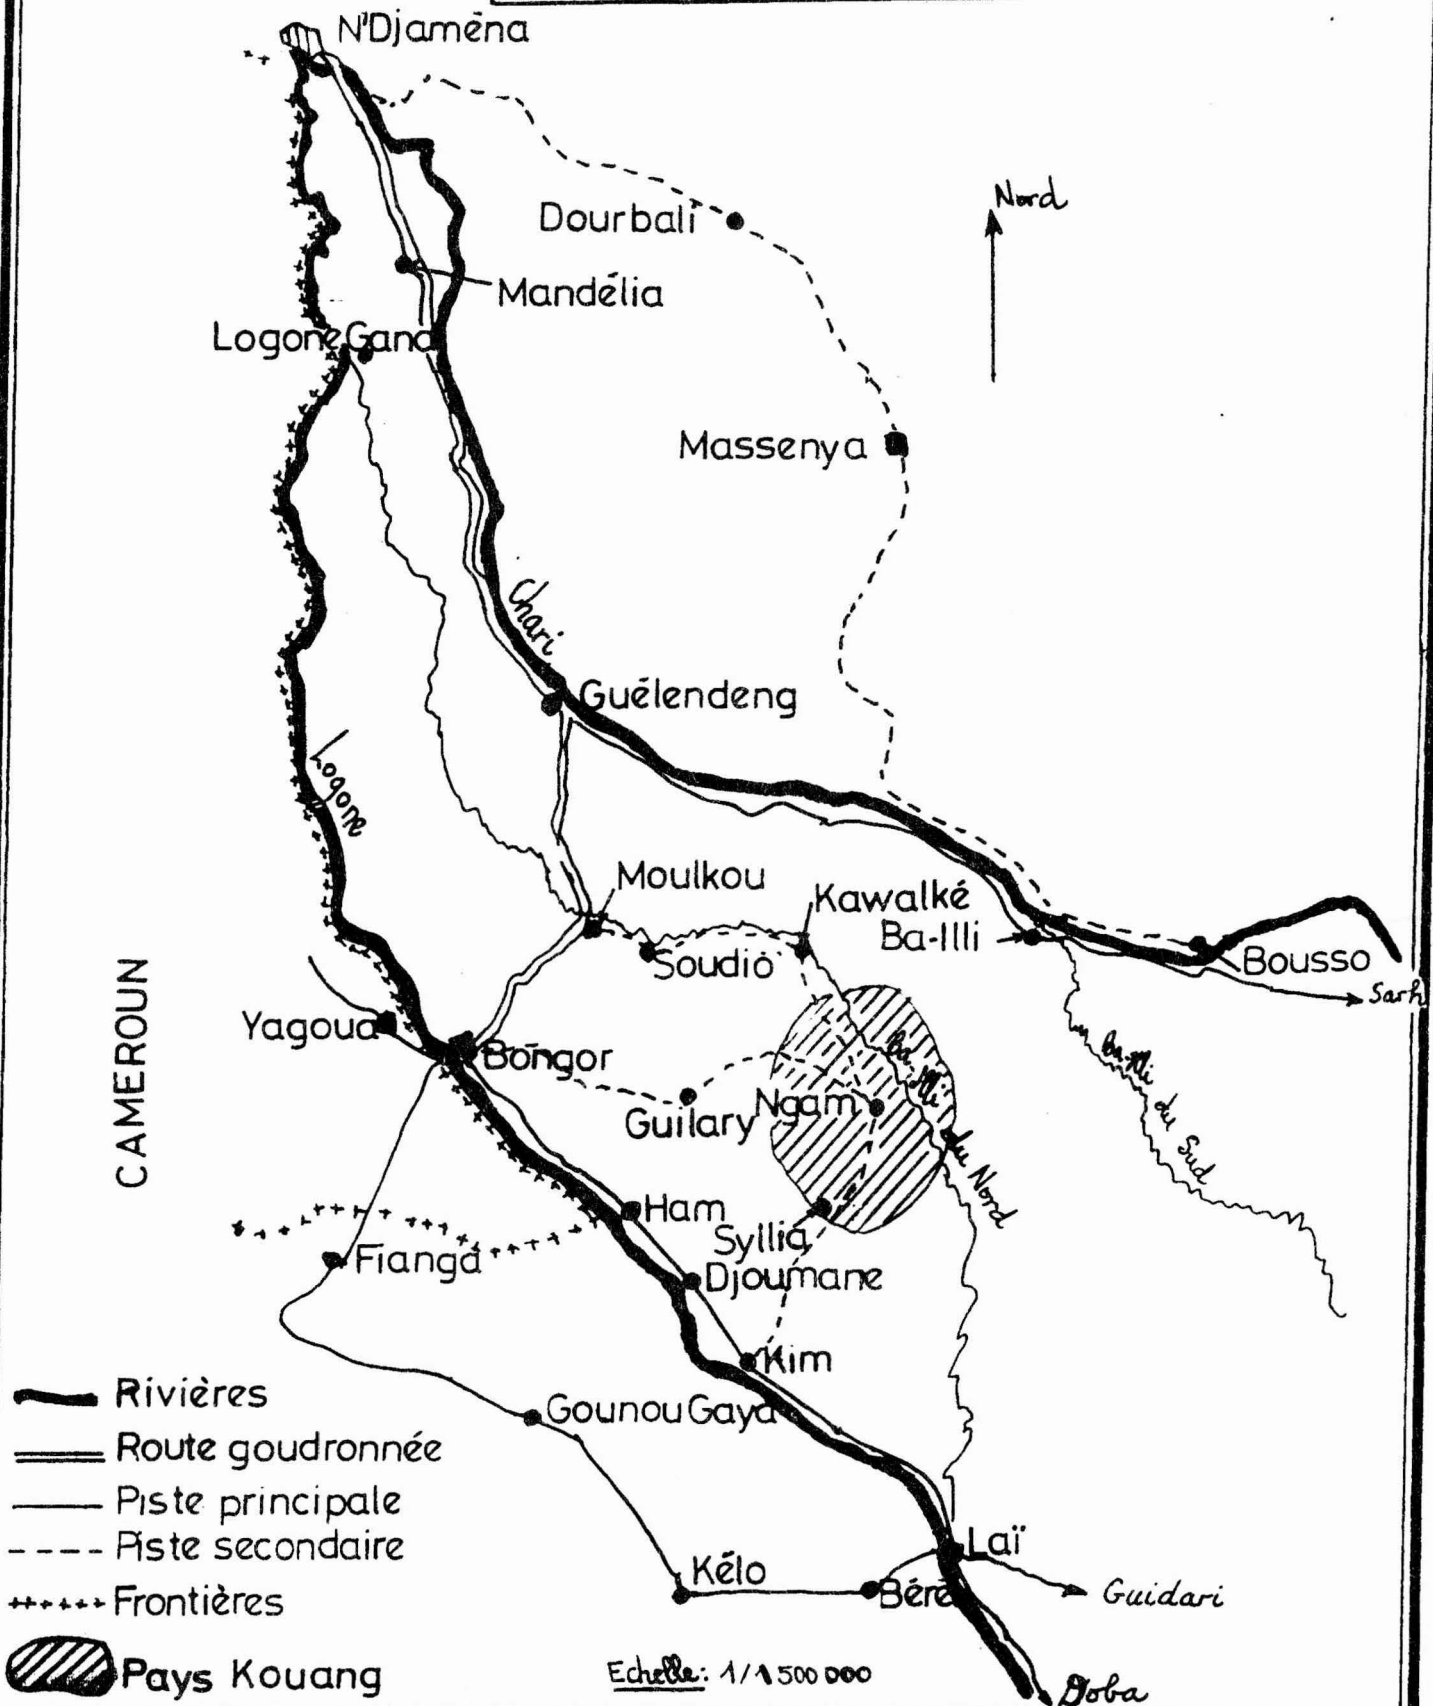 N'Djaména
Nord
Dourbali
Mandélia
Logone Gana
Massenya
Chari
Guélendeng
Logone
Moulkou
Kawalké
Ba-Illi
Soudio
Bousso
Sarh
CAMEROUN
Yagoua
Bongor
Ba-Illi du Nord
Ba-Illi du Sud
Guilary
Ngam
Ham
Syllia
Fianga
Djoumane
Kim
Rivières
Gounou Gaya
Route goudronnée
Piste principale
Piste secondaire
Laï
Kélo
Béré
Guidari
Frontières
Pays Kouang
Echelle: 1/1 500 000
Doba